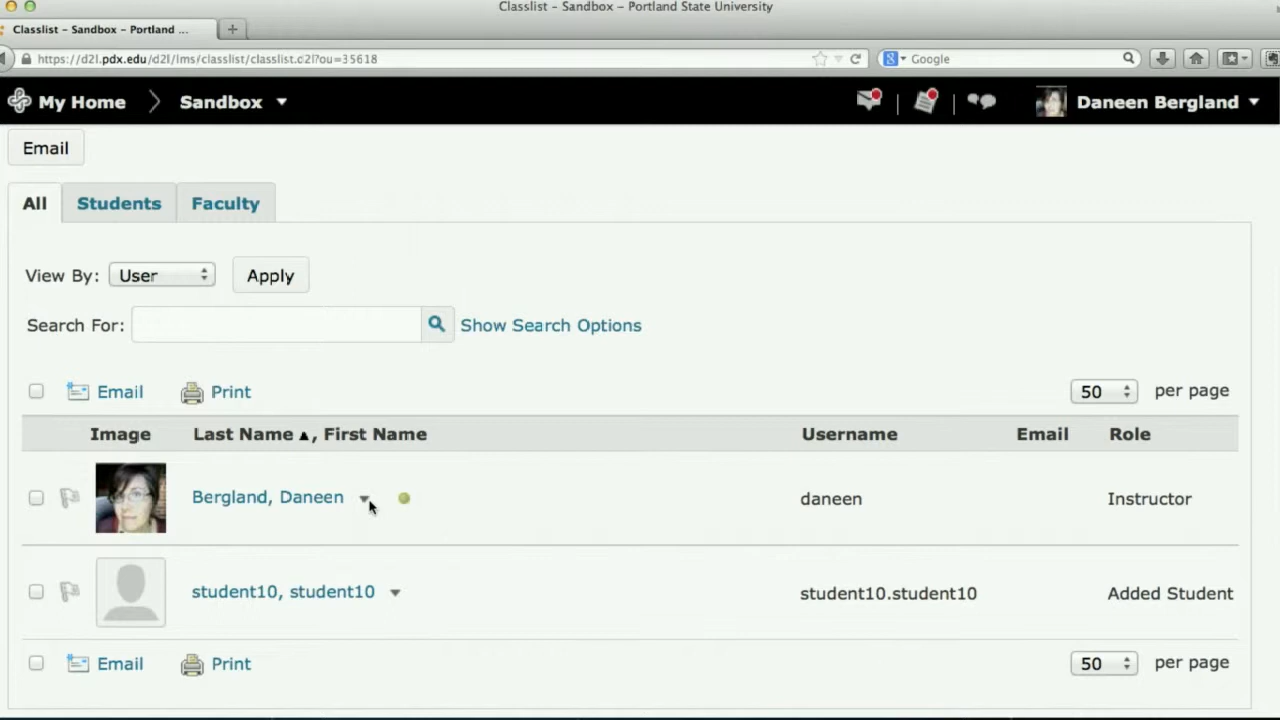 Classlist – Sandbox – Portland State University
Classlist – Sandbox – Portland ...
https://d2l.pdx.edu/d2l/lms/classlist/classlist.d2l?ou=35618
Google
My Home
Sandbox
Daneen Bergland
Email
All
Students
Faculty
View By:
User
Apply
Search For:
Show Search Options
Email
Print
50
per page
Image
Last Name ▲, First Name
Username
Email
Role
Bergland, Daneen
daneen
Instructor
student10, student10
student10.student10
Added Student
Email
Print
50
per page